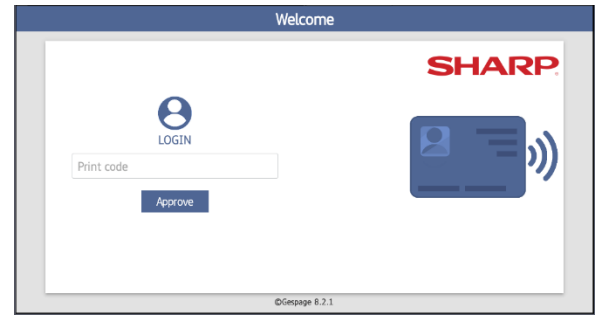 Welcome
SHARP
LOGIN
Print code
Approve
©Gespage 8.2.1